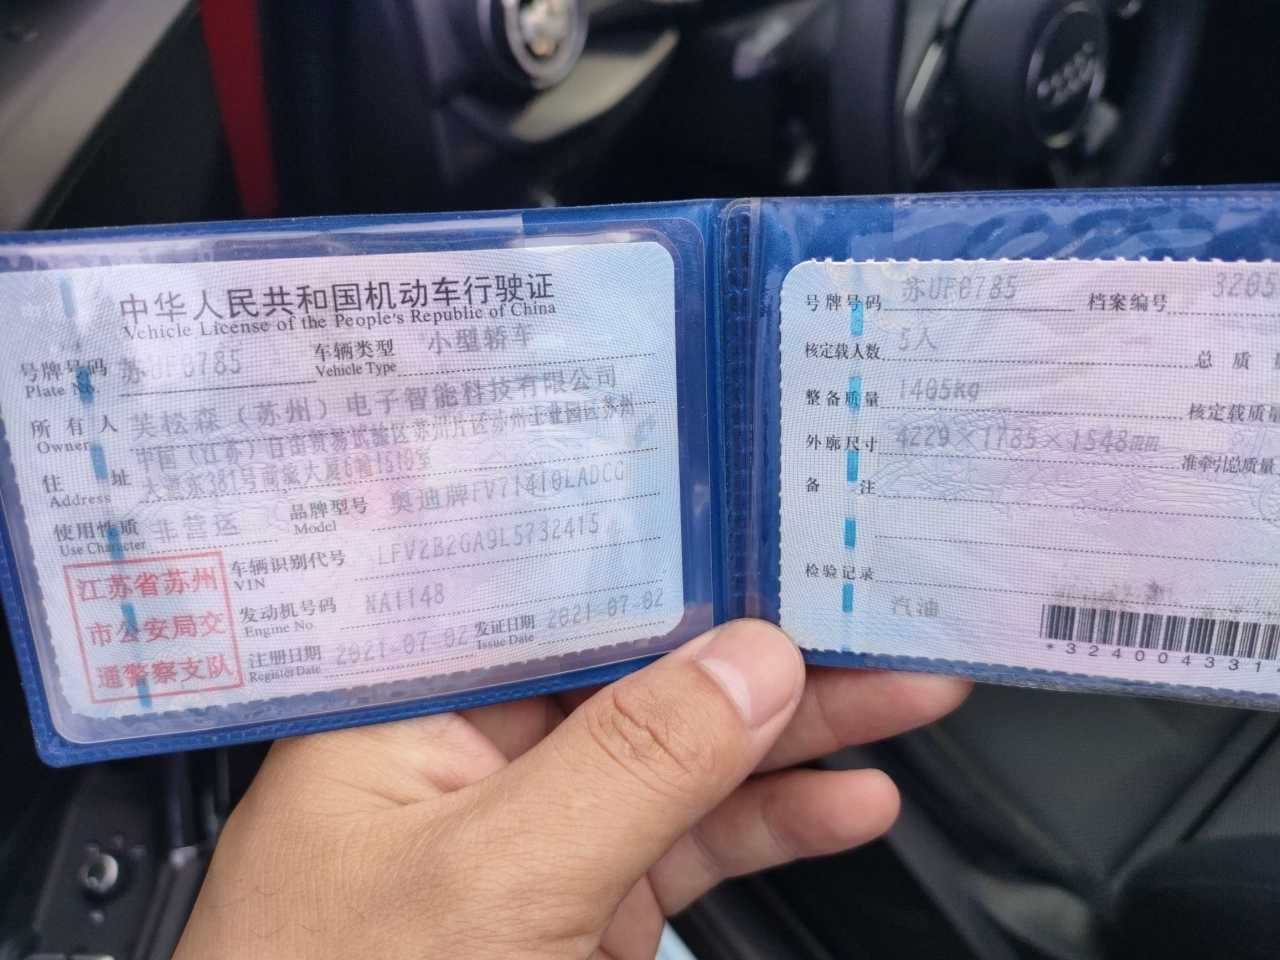 中华人民共和国机动车行驶证
Vehicle License of the People's Republic of China
号牌号码 苏UF0785 车辆类型 小型轿车
Plate No. Vehicle Type
所有人 芙松森（苏州）电子智能科技有限公司
Owner
住址 中国（江苏）自由贸易试验区苏州片区苏州工业园区苏州
Address 大道东381号商旅大厦6幢1519室
使用性质 非营运 品牌型号 奥迪牌FV71410LADCG
Use Character Model
江苏省苏州
市公安局交
通警察支队
车辆识别代号 LFV2B2GA9L5732415
VIN
发动机号码 NA1148
Engine No.
注册日期 2021-07-02 发证日期 2021-07-02
Register Date Issue Date
号牌号码 苏UF0785 档案编号 3205
核定载人数 5人 总质
整备质量 1405Kg 核定载质量
外廓尺寸 4229×1785×1548mm 准牵引总质量
备注
检验记录
汽油
*324004331